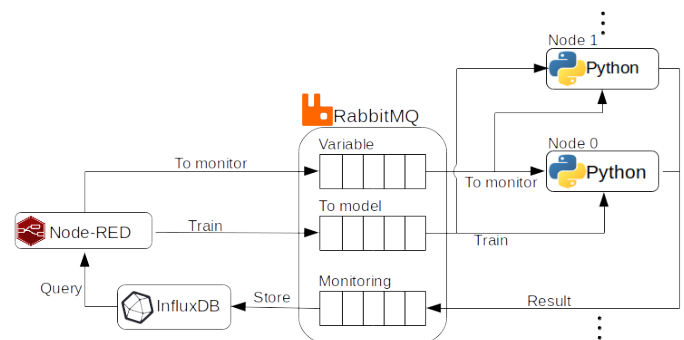 Node 1
Python
RabbitMQ
Variable
Node 0
To monitor
To monitor
Python
To model
Node-RED
Train
Train
Monitoring
Query
InfluxDB
Store
Result